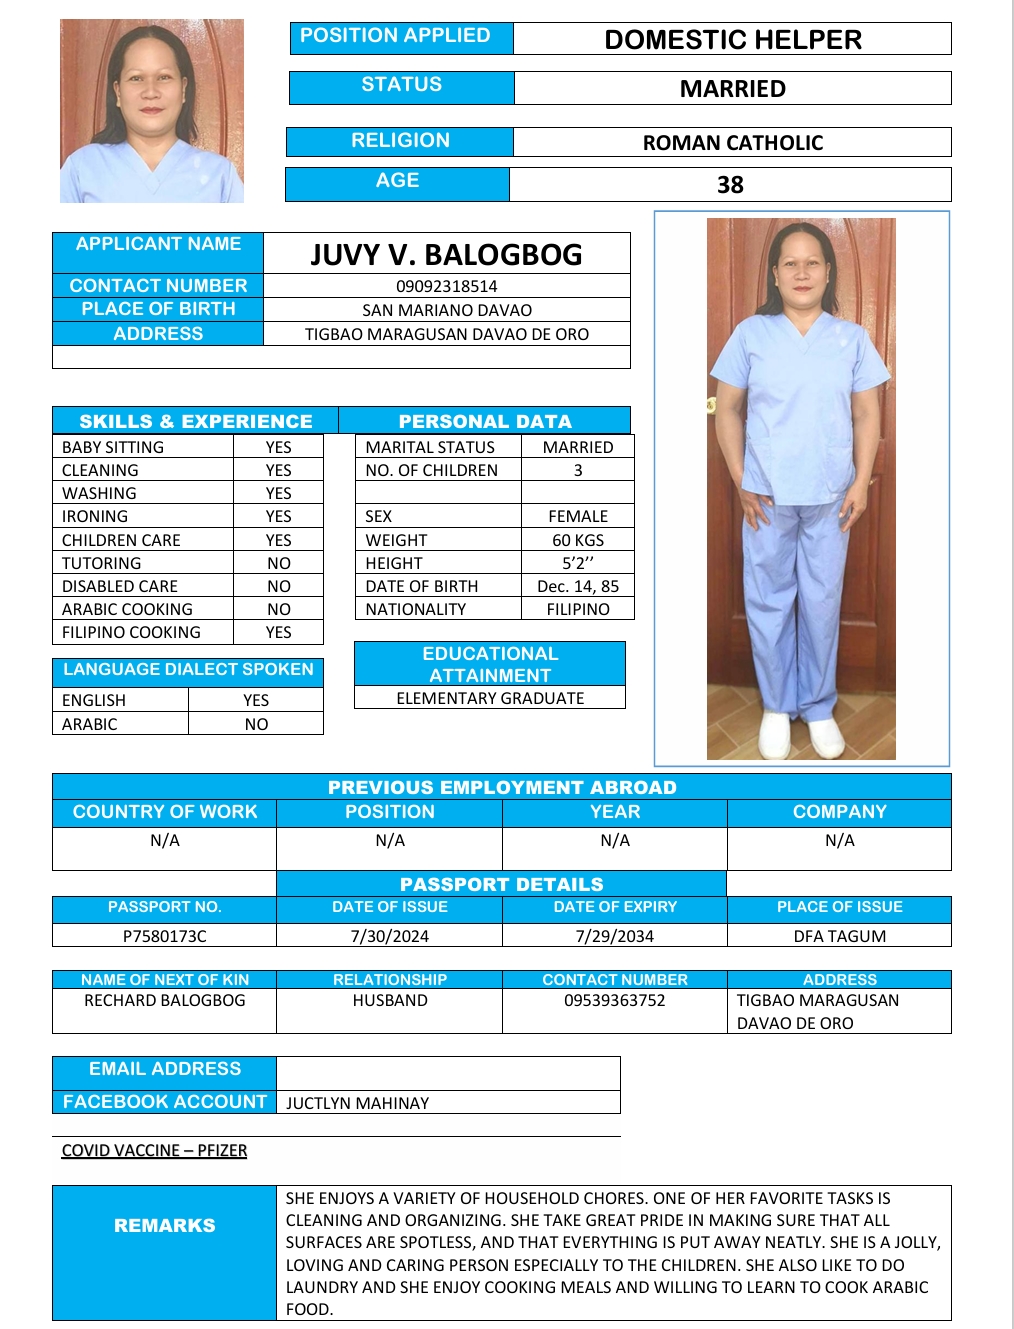 POSITION APPLIED DOMESTIC HELPER
STATUS MARRIED
RELIGION ROMAN CATHOLIC
AGE 38
APPLICANT NAME JUVY V. BALOGBOG
CONTACT NUMBER 09092318514
PLACE OF BIRTH SAN MARIANO DAVAO
ADDRESS TIGBAO MARAGUSAN DAVAO DE ORO
SKILLS & EXPERIENCE
BABY SITTING YES
CLEANING YES
WASHING YES
IRONING YES
CHILDREN CARE YES
TUTORING NO
DISABLED CARE NO
ARABIC COOKING NO
FILIPINO COOKING YES
LANGUAGE DIALECT SPOKEN
ENGLISH YES
ARABIC NO
PERSONAL DATA
MARITAL STATUS MARRIED
NO. OF CHILDREN 3
SEX FEMALE
WEIGHT 60 KGS
HEIGHT 5’2’’
DATE OF BIRTH Dec. 14, 85
NATIONALITY FILIPINO
EDUCATIONAL
ATTAINMENT
ELEMENTARY GRADUATE
PREVIOUS EMPLOYMENT ABROAD
COUNTRY OF WORK POSITION YEAR COMPANY
N/A N/A N/A N/A
PASSPORT DETAILS
PASSPORT NO. DATE OF ISSUE DATE OF EXPIRY PLACE OF ISSUE
P7580173C 7/30/2024 7/29/2034 DFA TAGUM
NAME OF NEXT OF KIN RELATIONSHIP CONTACT NUMBER ADDRESS
RECHARD BALOGBOG HUSBAND 09539363752 TIGBAO MARAGUSAN
DAVAO DE ORO
EMAIL ADDRESS
FACEBOOK ACCOUNT JUCTLYN MAHINAY
COVID VACCINE – PFIZER
REMARKS
SHE ENJOYS A VARIETY OF HOUSEHOLD CHORES. ONE OF HER FAVORITE TASKS IS
CLEANING AND ORGANIZING. SHE TAKE GREAT PRIDE IN MAKING SURE THAT ALL
SURFACES ARE SPOTLESS, AND THAT EVERYTHING IS PUT AWAY NEATLY. SHE IS A JOLLY,
LOVING AND CARING PERSON ESPECIALLY TO THE CHILDREN. SHE ALSO LIKE TO DO
LAUNDRY AND SHE ENJOY COOKING MEALS AND WILLING TO LEARN TO COOK ARABIC
FOOD.